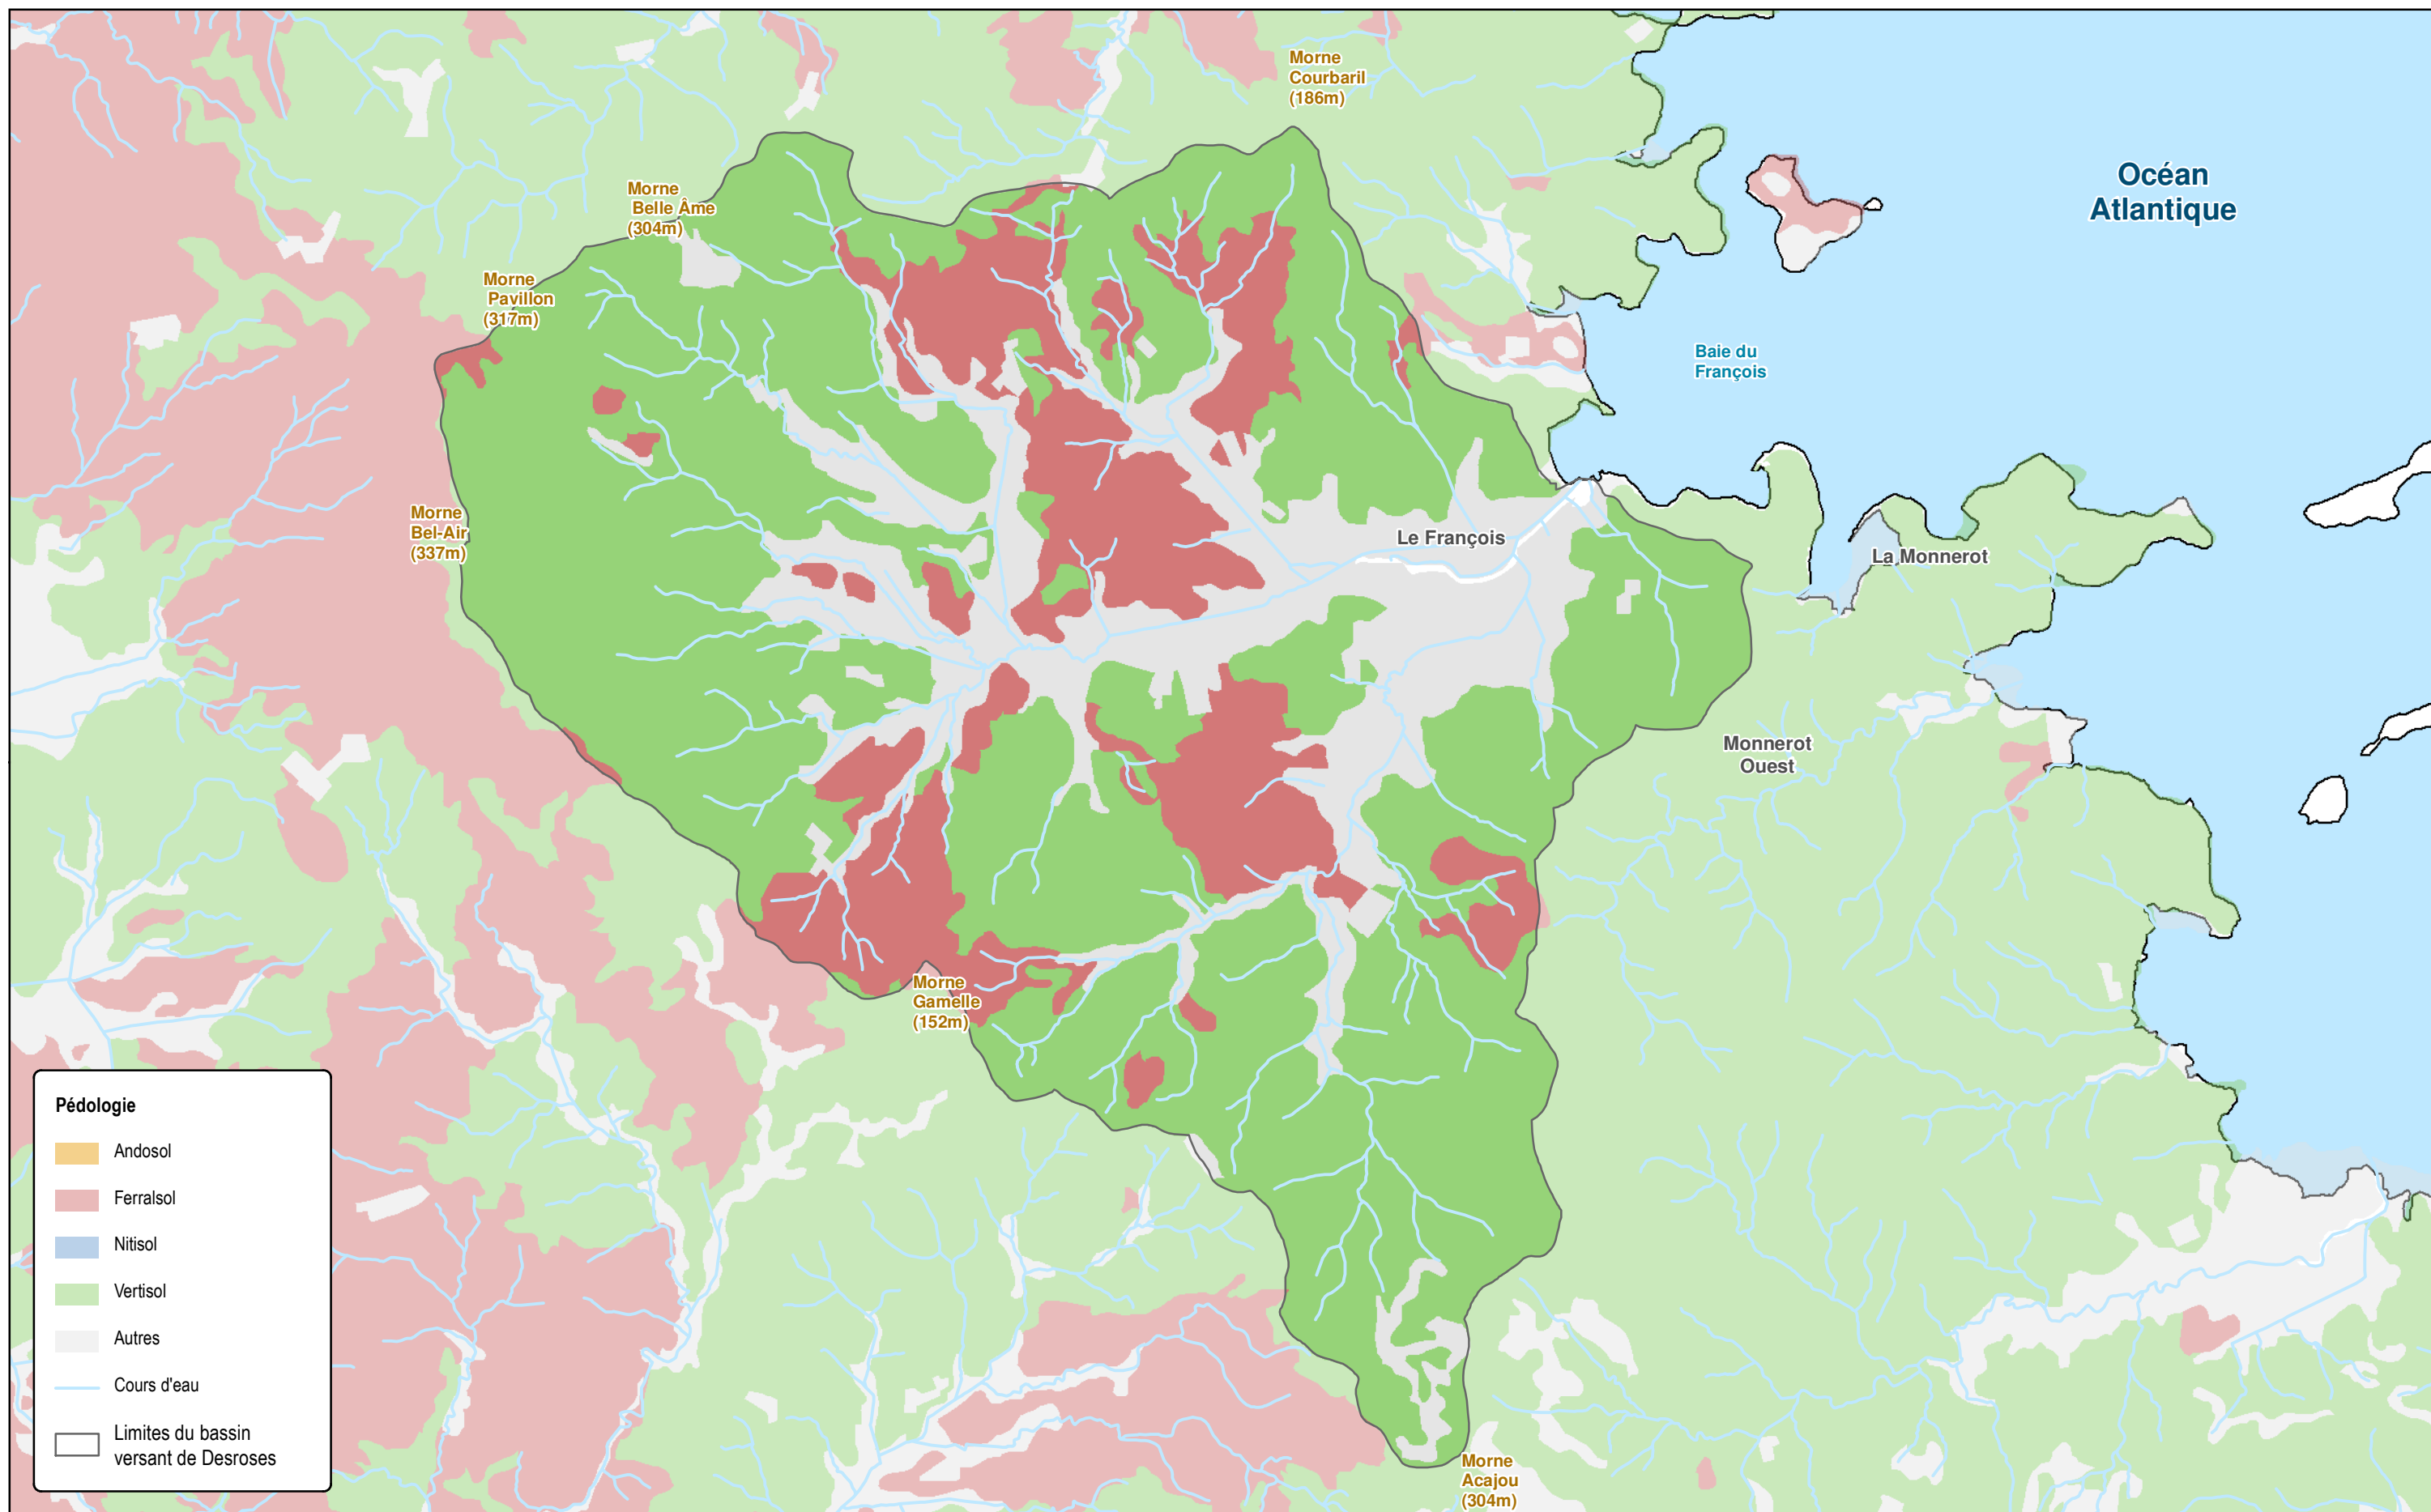 Morne
Courbaril
(186m)
Océan
Atlantique
Morne
Belle Âme
(304m)
Morne
Pavillon
(317m)
Baie du
François
Morne
Bel-Air
(337m)
Le François
La Monnerot
Monnerot
Ouest
Morne
Gamelle
(152m)
Pédologie
Andosol
Ferralsol
Nitisol
Vertisol
Autres
Cours d'eau
Limites du bassin
versant de Desroses
Morne
Acajou
(304m)